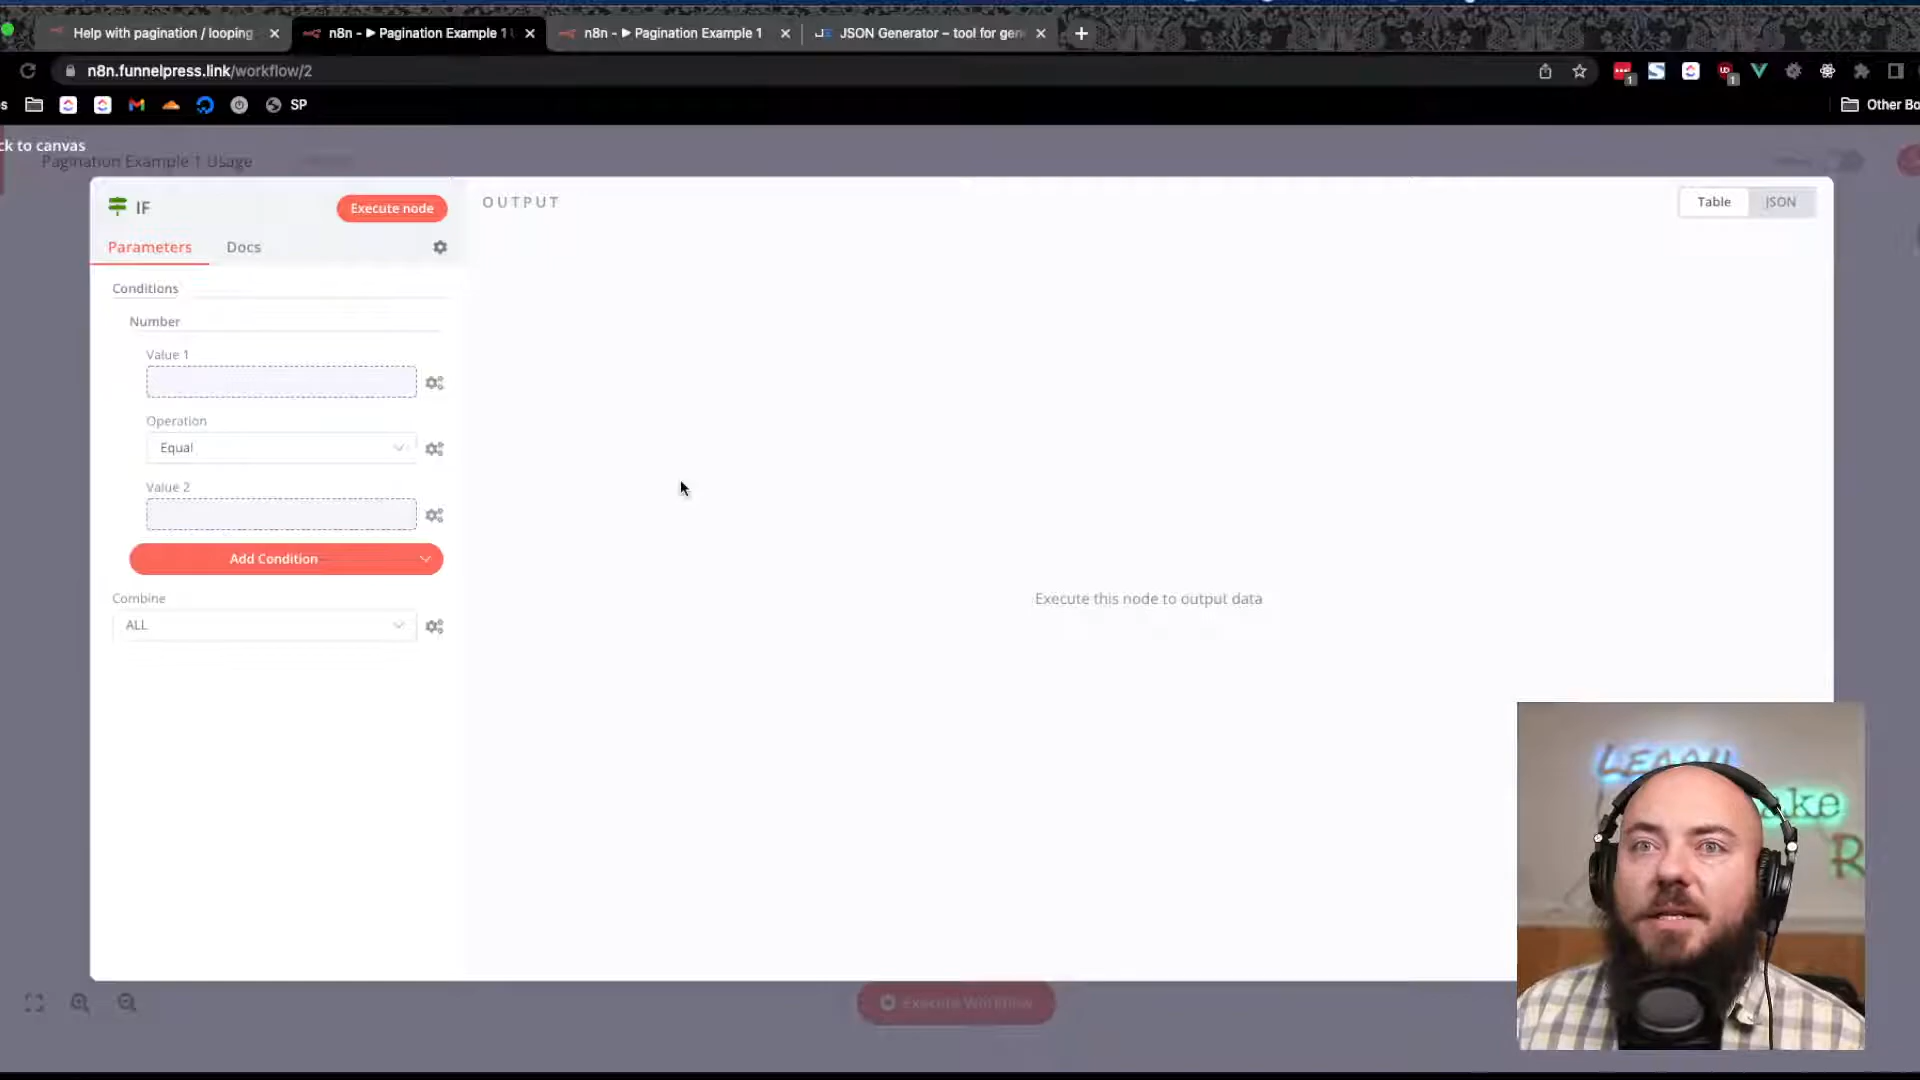 Help with pagination / looping
n8n - ▶ Pagination Example 1
n8n - ▶ Pagination Example 1
JSON Generator – tool for gen
n8n.funnelpress.link/workflow/2
SP
Other Bo
ck to canvas
Pagination Example 1 Usage
IF
Execute node
OUTPUT
Table
JSON
Parameters
Docs
Conditions
Number
Value 1
Operation
Equal
Value 2
Add Condition
Combine
ALL
Execute this node to output data
Execute Workflow
LEARN
ake
R